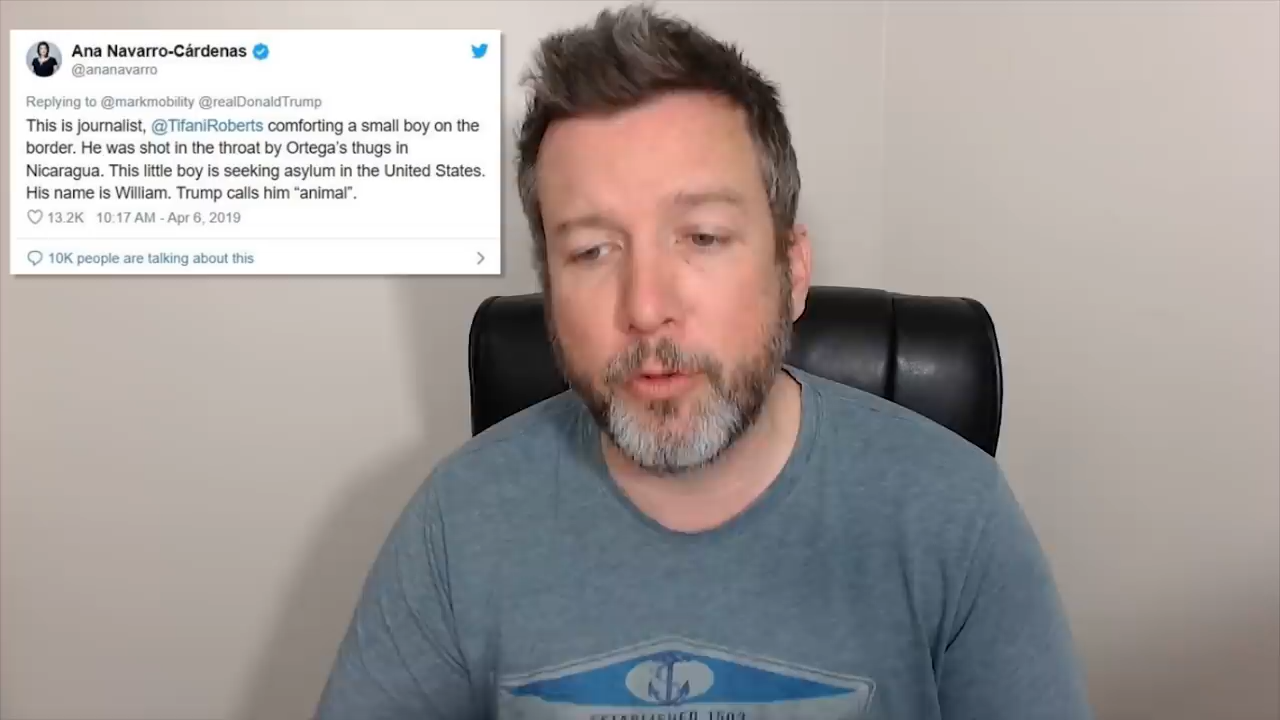 Ana Navarro-Cárdenas
@ananavarro
Replying to @markmobility @realDonaldTrump
This is journalist, @TifaniRoberts comforting a small boy on the
border. He was shot in the throat by Ortega's thugs in
Nicaragua. This little boy is seeking asylum in the United States.
His name is William. Trump calls him “animal”.
13.2K 10:17 AM - Apr 6, 2019
10K people are talking about this
ESTABLISHED